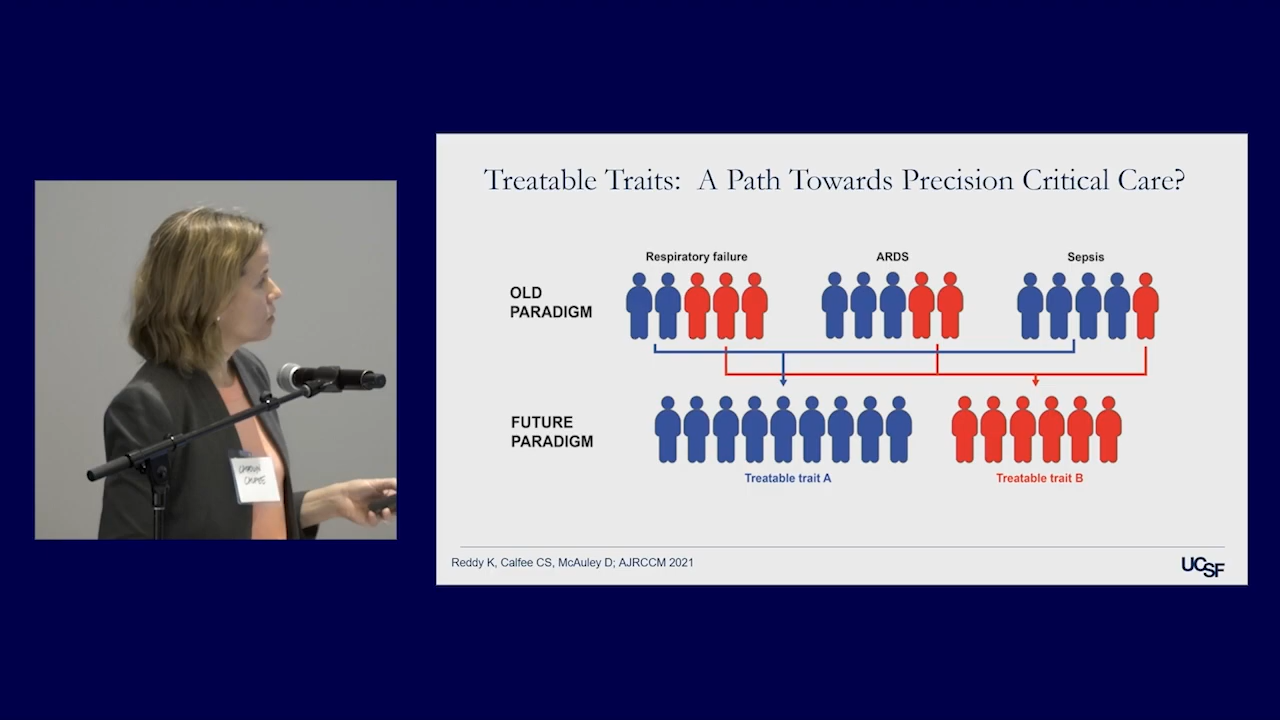 Treatable Traits: A Path Towards Precision Critical Care?
Respiratory failure
ARDS
Sepsis
OLD
PARADIGM
FUTURE
PARADIGM
Treatable trait A
Treatable trait B
Reddy K, Calfee CS, McAuley D; AJRCCM 2021
UCSF